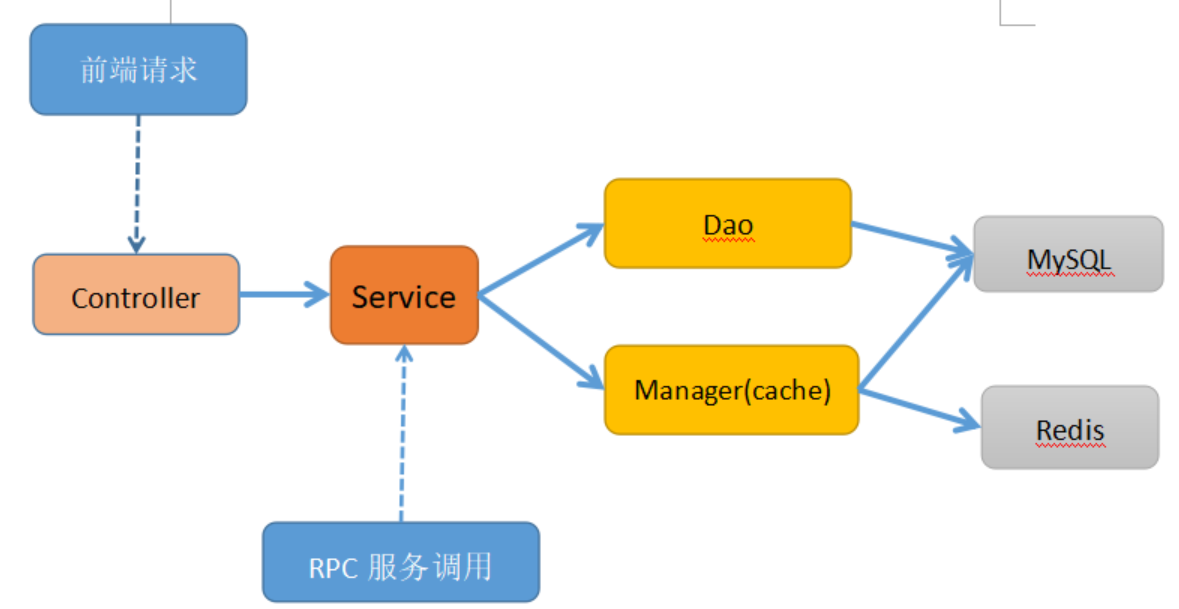 前端请求
Controller
Service
Dao
Manager(cache)
MySQL
Redis
RPC 服务调用